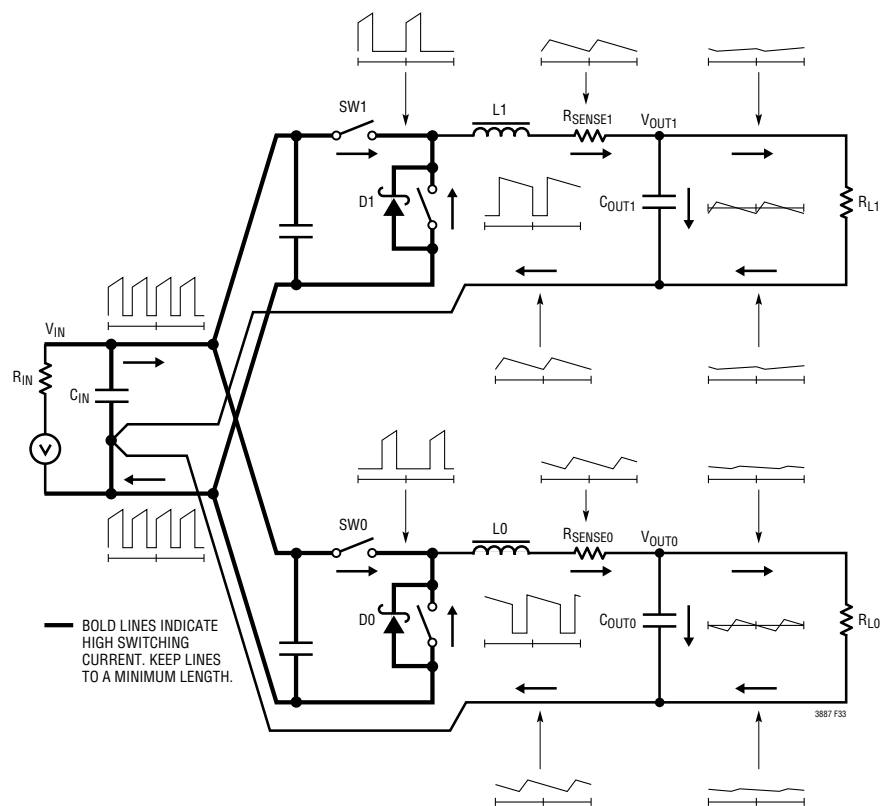 SW1
L1
RSENSE1
VOUT1
D1
COUT1
RL1
VIN
RIN
CIN
V
SW0
L0
RSENSE0
VOUT0
D0
COUT0
RL0
BOLD LINES INDICATE
HIGH SWITCHING
CURRENT. KEEP LINES
TO A MINIMUM LENGTH.
3887 F33